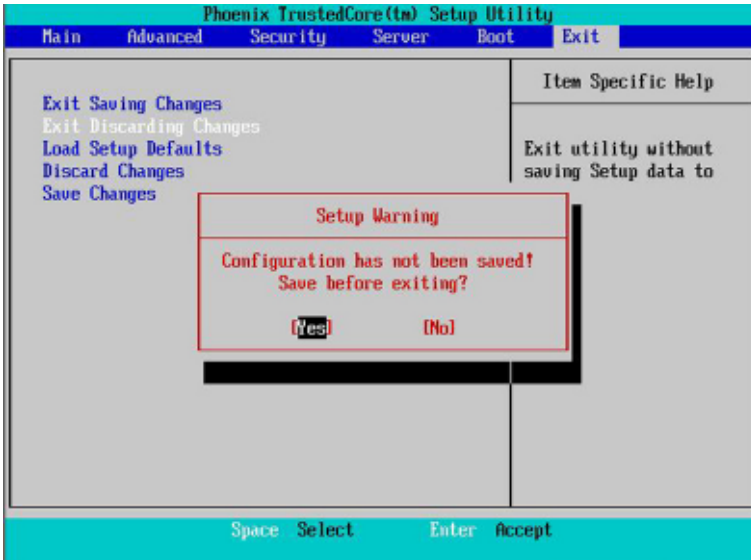 Phoenix TrustedCore(tm) Setup Utility
Main Advanced Security Server Boot Exit
Item Specific Help
Exit Saving Changes
Exit Discarding Changes
Load Setup Defaults
Discard Changes
Save Changes
Exit utility without
saving Setup data to
Setup Warning
Configuration has not been saved!
Save before exiting?
[Yes] [No]
Space Select Enter Accept